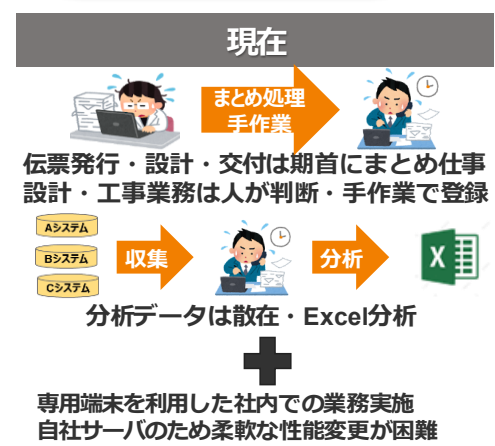 現在
まとめ処理
手作業
伝票発行・設計・交付は期首にまとめ仕事
設計・工事業務は人が判断・手作業で登録
Aシステム
Bシステム
Cシステム
収集
分析
X
分析データは散在・Excel分析
専用端末を利用した社内での業務実施
自社サーバのため柔軟な性能変更が困難